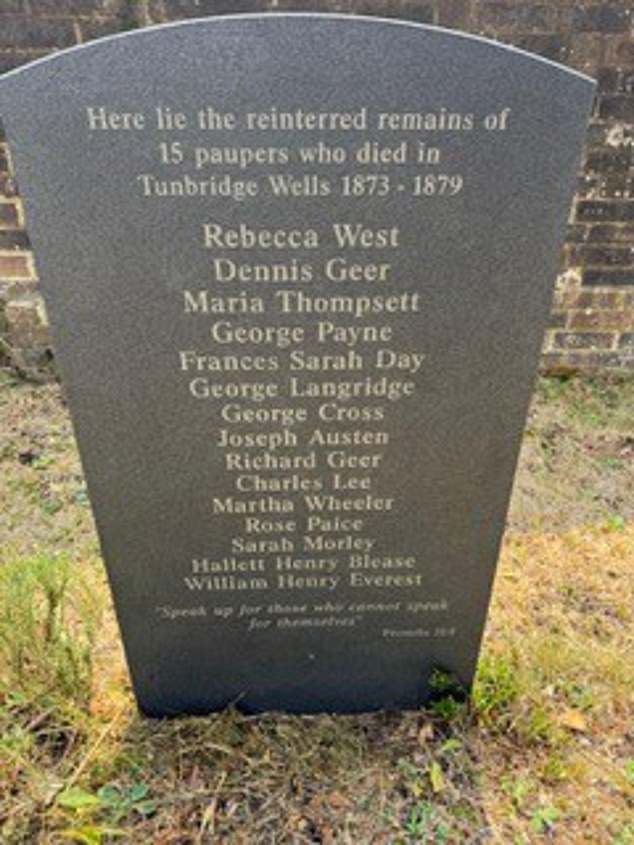 Here lie the reinterred remains of
15 paupers who died in
Tunbridge Wells 1873 - 1879
Rebecca West
Dennis Geer
Maria Thompsett
George Payne
Frances Sarah Day
George Langridge
George Cross
Joseph Austen
Richard Geer
Charles Lee
Martha Wheeler
Rose Paice
Sarah Morley
Hallett Henry Blease
William Henry Everest
"Speak up for those who cannot speak
for themselves"
Proverbs